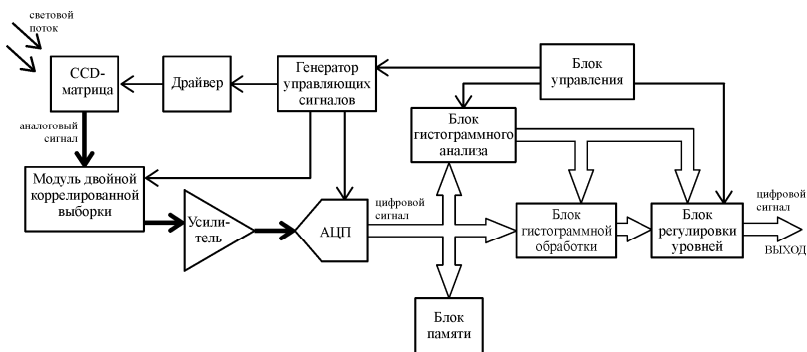 световой
поток
CCD-
матрица
Драйвер
Генератор
управляющих
сигналов
Блок
управления
аналоговый
сигнал
Блок
гистограммного
анализа
Модуль двойной
коррелированной
выборки
Усили-
тель
АЦП
цифровой
сигнал
Блок
гистограммной
обработки
Блок
регулировки
уровней
цифровой
сигнал
ВЫХОД
Блок
памяти